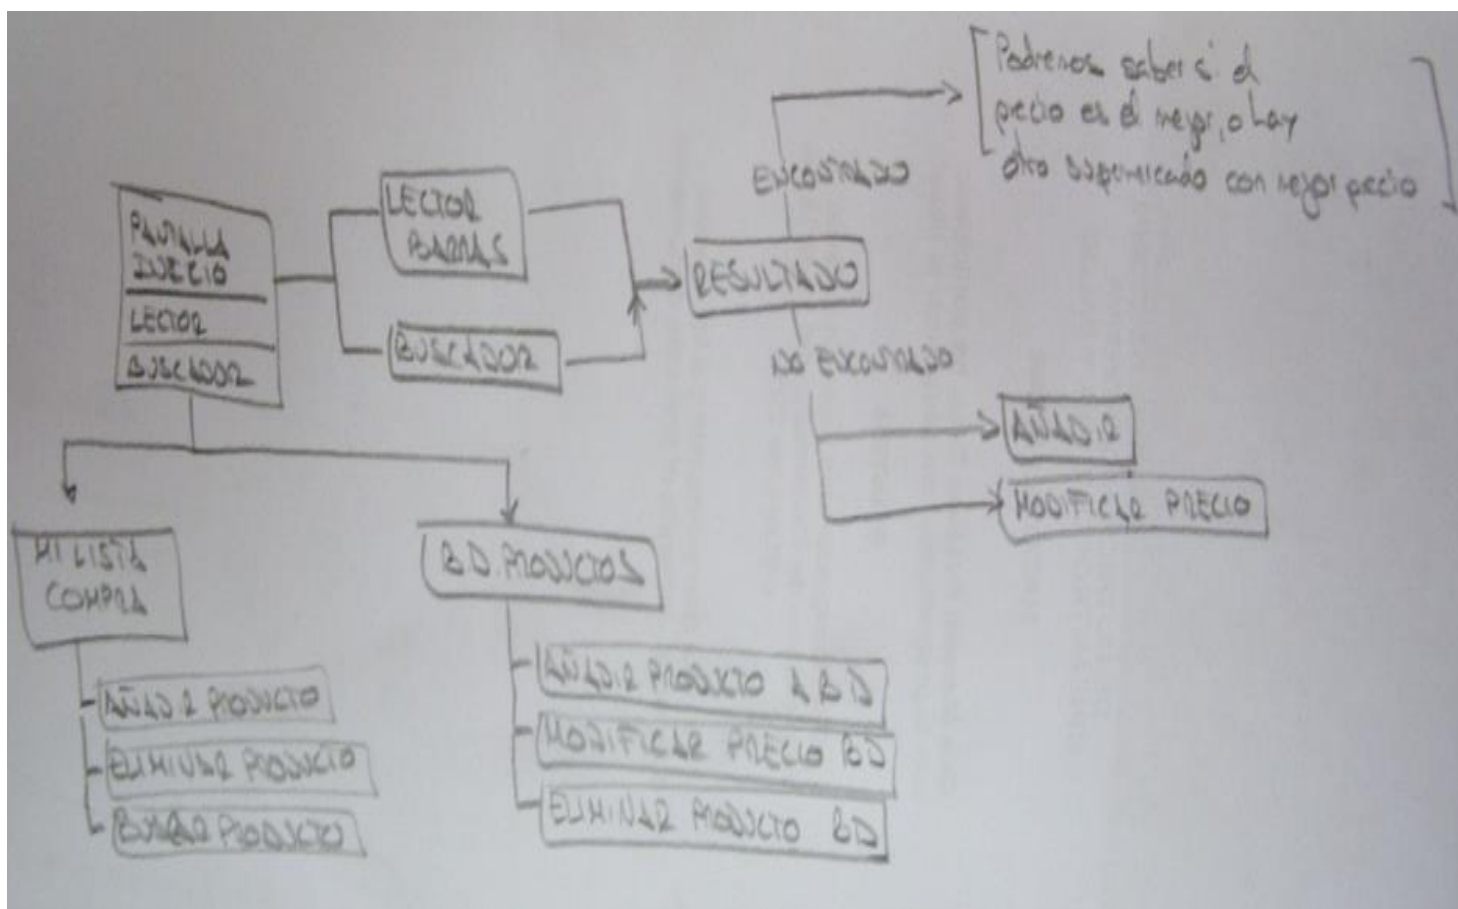 Podremos saber si el
precio es el mejor, o hay
otro supermercado con mejor precio
ENCONTRADO
LECTOR
BARRAS
PANTALLA
INICIO
LECTOR
BUSCADOR
RESULTADO
BUSCADOR
NO ENCONTRADO
AÑADIR
MODIFICAR PRECIO
MI LISTA
COMPRA
B.D. PRODUCTOS
AÑADIR PRODUCTO
ELIMINAR PRODUCTO
BUSCAR PRODUCTO
AÑADIR PRODUCTO A BD
MODIFICAR PRECIO BD
ELIMINAR PRODUCTO BD